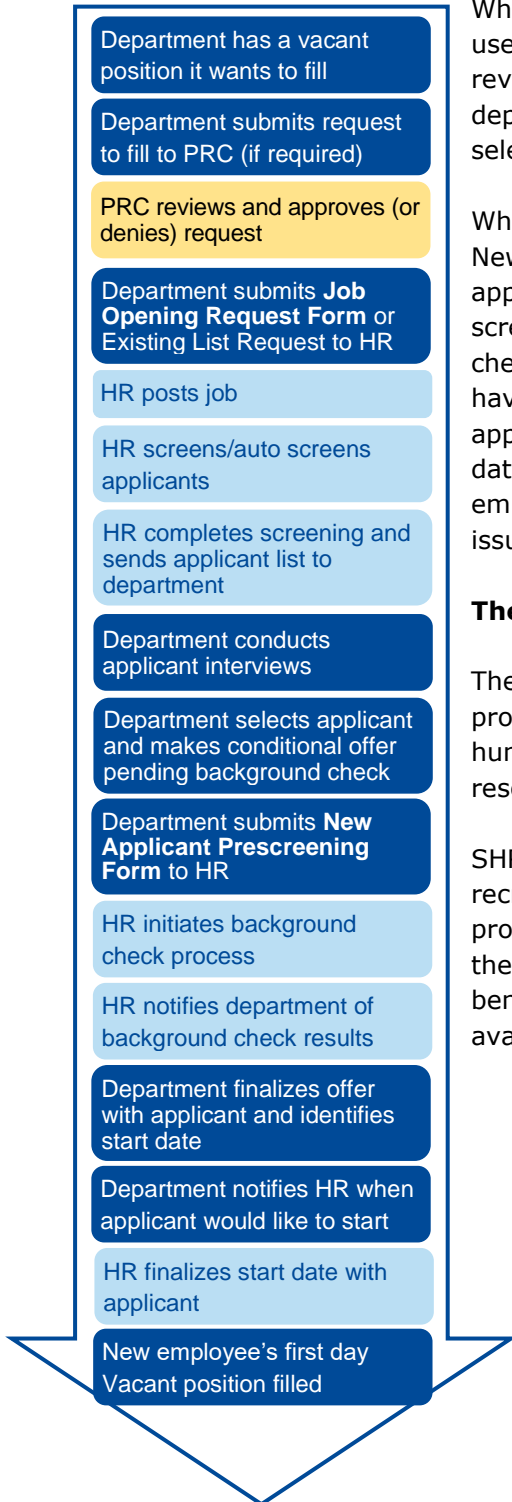 Department has a vacant
position it wants to fill
Department submits request
to fill to PRC (if required)
PRC reviews and approves (or
denies) request
Department submits Job
Opening Request Form or
Existing List Request to HR
HR posts job
HR screens/auto screens
applicants
HR completes screening and
sends applicant list to
department
Department conducts
applicant interviews
Department selects applicant
and makes conditional offer
pending background check
Department submits New
Applicant Prescreening
Form to HR
HR initiates background
check process
HR notifies department of
background check results
Department finalizes offer
with applicant and identifies
start date
Department notifies HR when
applicant would like to start
HR finalizes start date with
applicant
New employee's first day
Vacant position filled